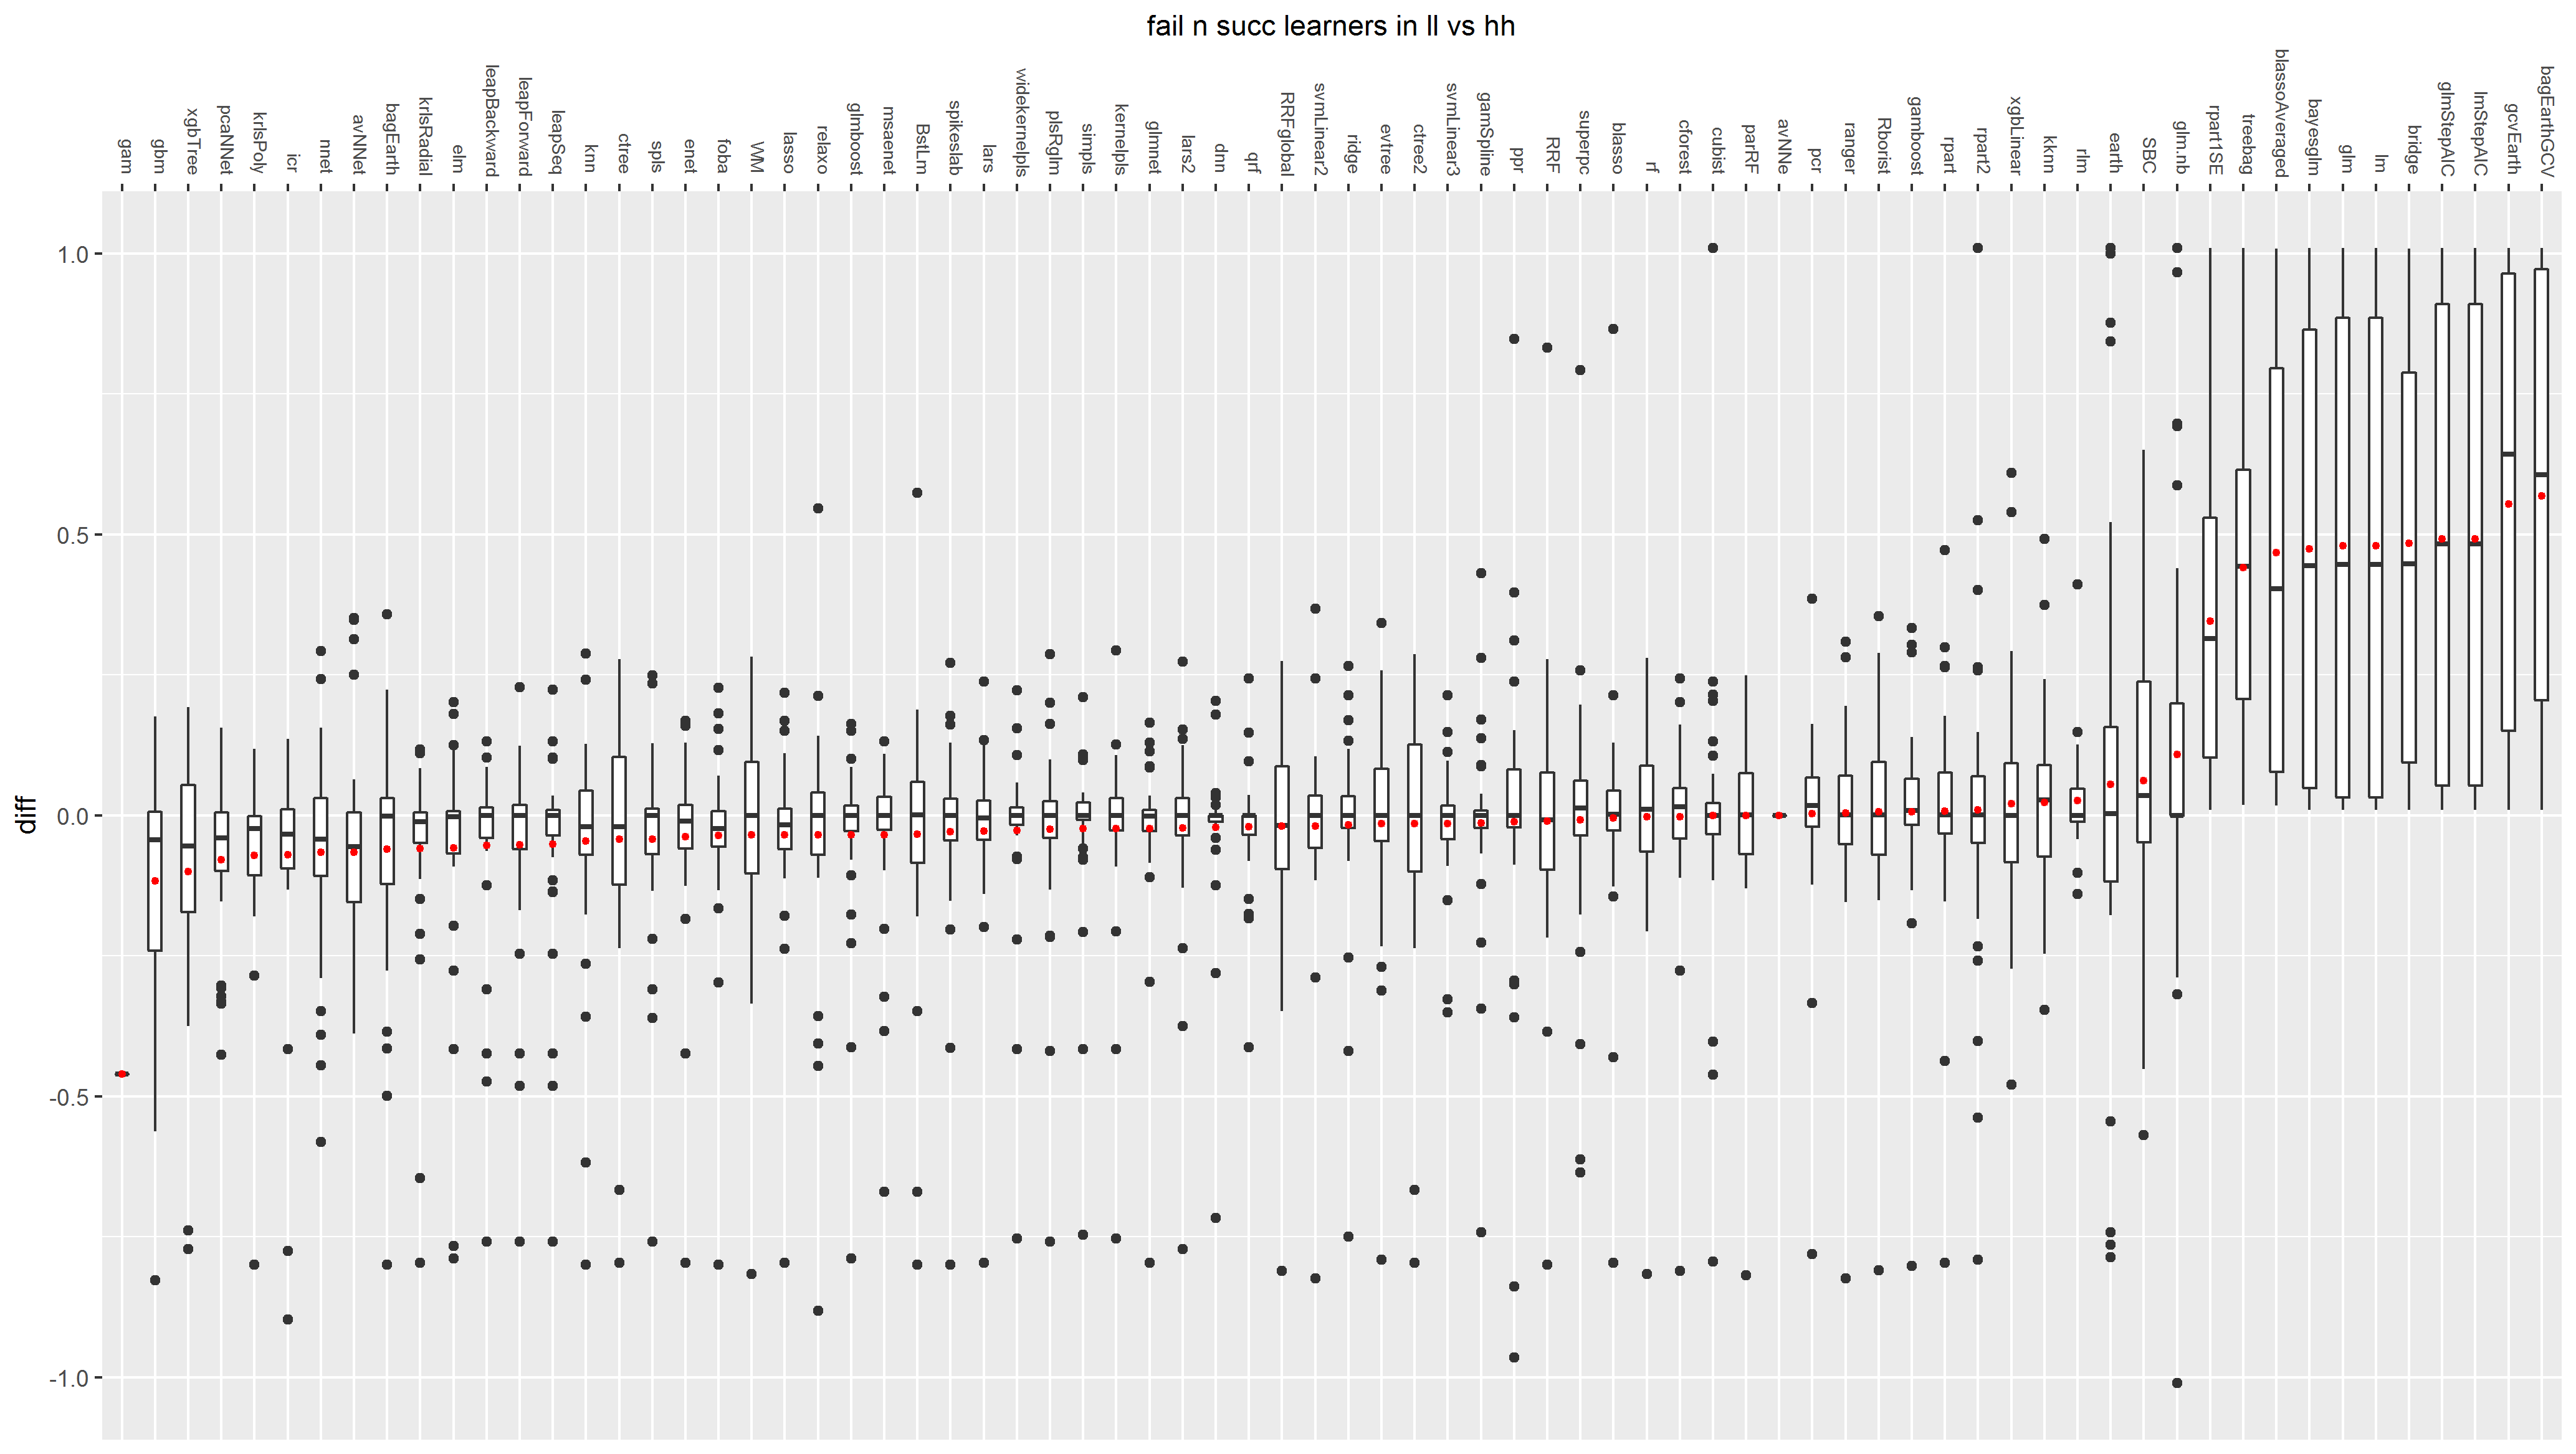 fail n succ learners in ll vs hh
gam
gbm
xgbTree
pcaNNet
krlsPoly
icr
nnet
avNNet
bagEarth
krlsRadial
elm
leapBackward
leapForward
leapSeq
knn
ctree
spls
enet
foba
WM
lasso
relaxo
glmboost
msaenet
BstLm
spikeslab
lars
widekernelpls
plsRglm
simpls
kernelpls
glmnet
lars2
dnn
qrf
RRFglobal
svmLinear2
ridge
evtree
ctree2
svmLinear3
gamSpline
ppr
RRF
superpc
blasso
rf
cforest
cubist
parRF
avNNe
pcr
ranger
Rborist
gamboost
rpart
rpart2
xgbLinear
kknn
rlm
earth
SBC
glm.nb
rpart1SE
treebag
blassoAveraged
bayesglm
glm
lm
bridge
glmStepAIC
lmStepAIC
gcvEarth
bagEarthGCV
1.0
0.5
0.0
-0.5
-1.0
diff